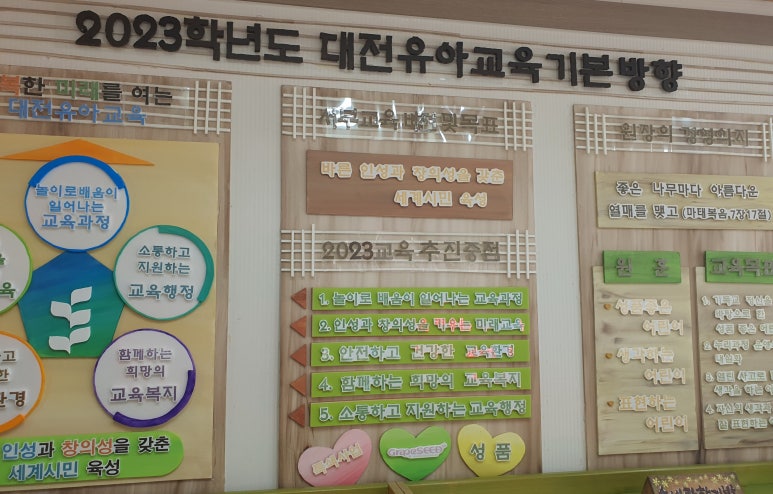 2023학년도 대전유아교육기본방향
한 미래를 여는
대전유아교육
놀이로 배움이
일어나는
교육과정
소통하고
지원하는
교육행정
함께하는
희망의
교육복지
인성과 창의성을 갖춘
세계시민 육성
바른 인성과 창의성을 갖춘
세계시민 육성
2023교육 추진중점
1. 놀이로 배움이 일어나는 교육과정
2. 인성과 창의성을 키우는 미래교육
3. 안전하고 건강한 교육환경
4. 함께하는 희망의 교육복지
5. 소통하고 지원하는 교육행정
GrapeSEED
성품
원장의 경영의지
좋은 나무마다 아름다운
열매를 맺고 (마태복음,7장17절)
원훈
성품좋은
어린이
생각하는
어린이
표현하는
어린이
교육목표